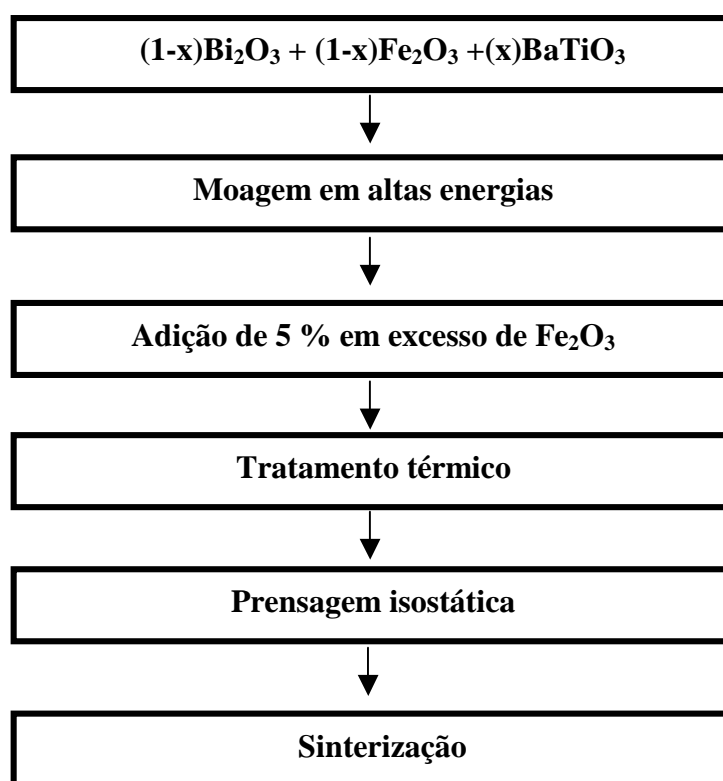 (1-x)Bi₂O₃ + (1-x)Fe₂O₃ +(x)BaTiO₃
Moagem em altas energias
Adição de 5 % em excesso de Fe₂O₃
Tratamento térmico
Prensagem isostática
Sinterização